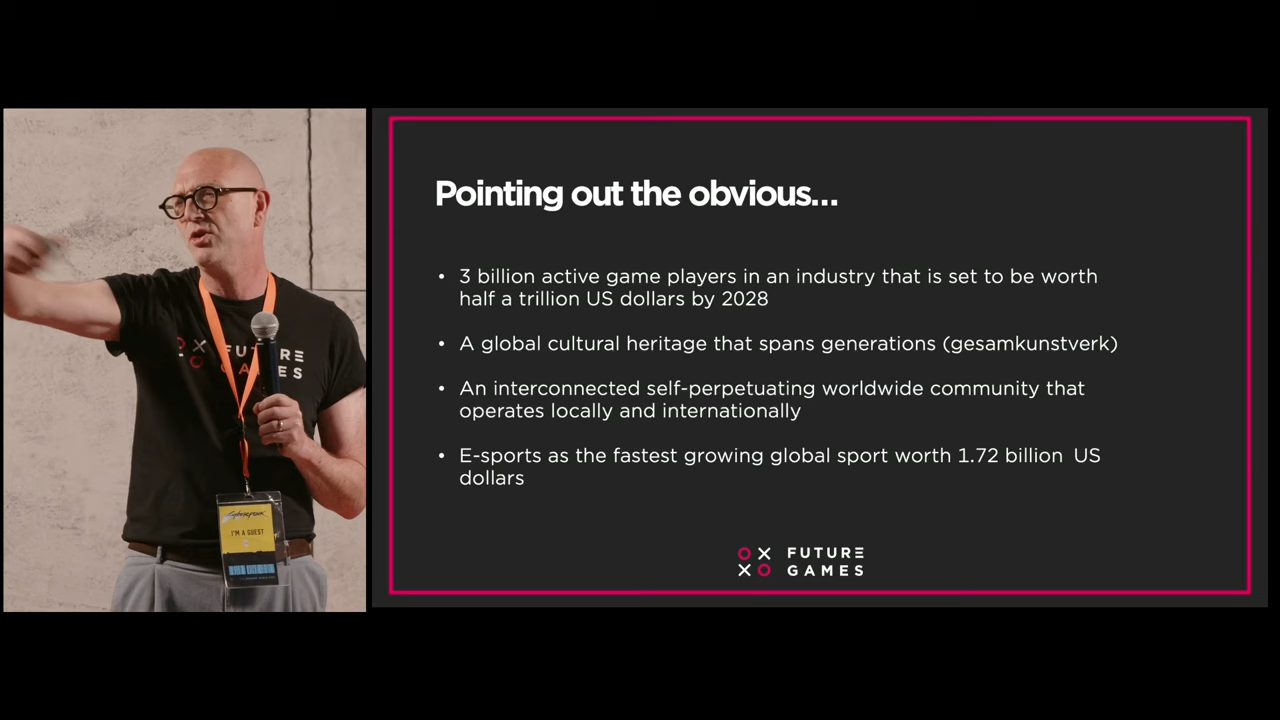 Pointing out the obvious...
• 3 billion active game players in an industry that is set to be worth
half a trillion US dollars by 2028
• A global cultural heritage that spans generations (gesamkunstverk)
• An interconnected self-perpetuating worldwide community that
operates locally and internationally
• E-sports as the fastest growing global sport worth 1.72 billion US
dollars
FUTURE
GAMES
Cyberpunk
I'M A GUEST